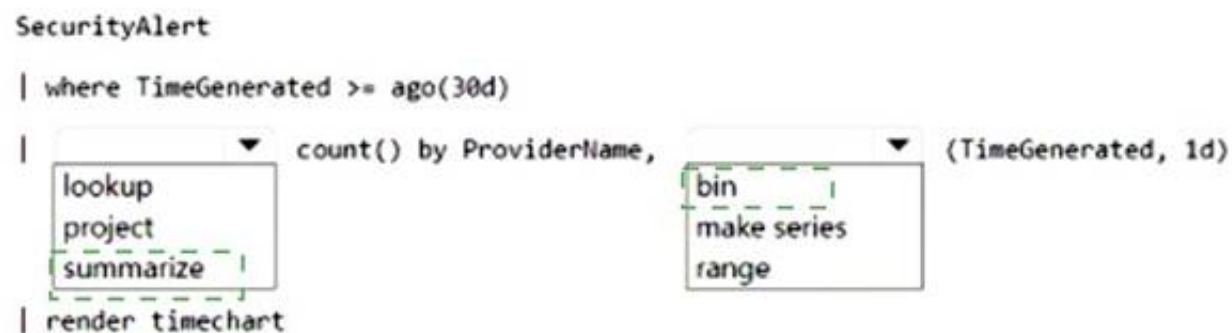 SecurityAlert
| where TimeGenerated >= ago(30d)
| count() by ProviderName, (TimeGenerated, 1d)
lookup bin
project make series
summarize range
| render timechart